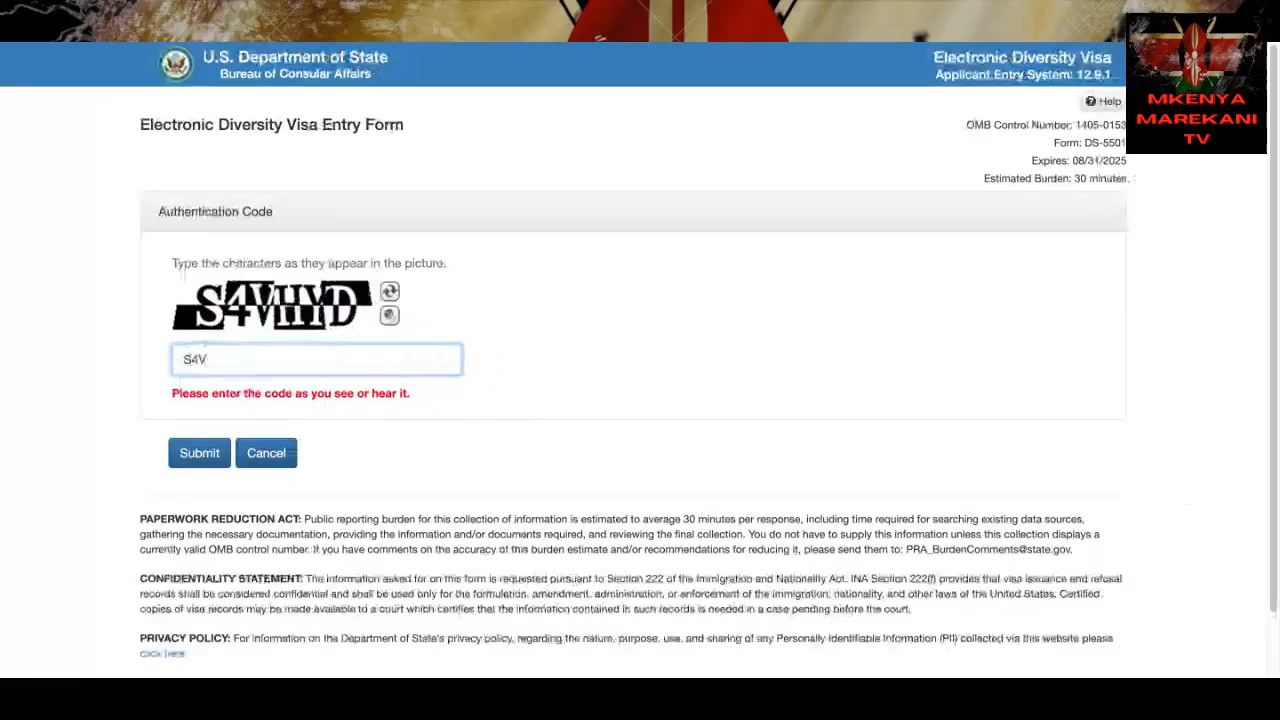 U.S. Department of State
Bureau of Consular Affairs
Electronic Diversity Visa
Applicant Entry System: 12.9.1
MKENYA
MAREKANI
TV
Help
Electronic Diversity Visa Entry Form
OMB Control Number: 1405-0153
Form: DS-5501
Expires: 08/31/2025
Estimated Burden: 30 minutes
Authentication Code
Type the characters as they appear in the picture.
S4VHYD
S4V
Please enter the code as you see or hear it.
Submit
Cancel
PAPERWORK REDUCTION ACT: Public reporting burden for this collection of information is estimated to average 30 minutes per response, including time required for searching existing data sources,
gathering the necessary documentation, providing the information and/or documents required, and reviewing the final collection. You do not have to supply this information unless this collection displays a
currently valid OMB control number. If you have comments on the accuracy of this burden estimate and/or recommendations for reducing it, please send them to: PRA_BurdenComments@state.gov.
CONFIDENTIALITY STATEMENT: The information asked for on this form is requested pursuant to Section 222 of the Immigration and Nationality Act. INA Section 222(f) provides that visa issuance and refusal
records shall be considered confidential and shall be used only for the formulation, amendment, administration, or enforcement of the immigration, nationality, and other laws of the United States. Certified
copies of visa records may be made available to a court which certifies that the information contained in such records is needed in a case pending before the court.
PRIVACY POLICY: For information on the Department of State's privacy policy, regarding the nature, purpose, use, and sharing of any Personally Identifiable Information (PII) collected via this website please
click here